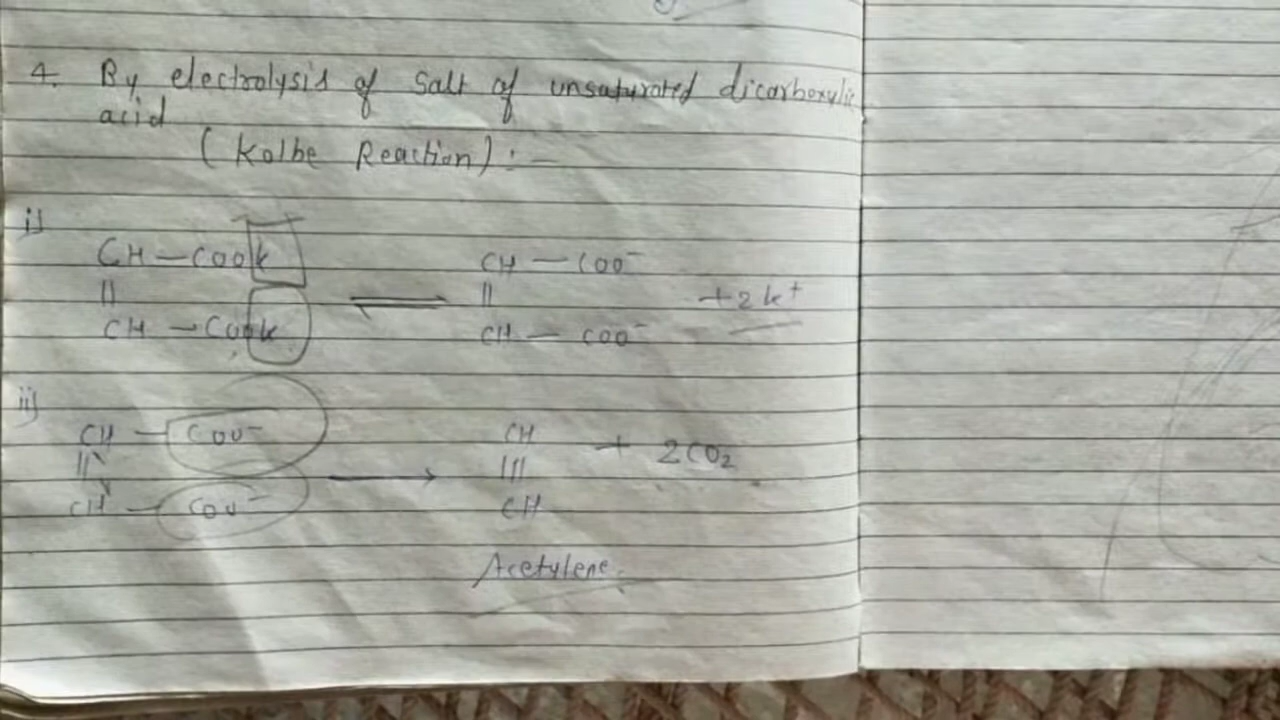 4. By electrolysis of salt of unsaturated dicarboxylic
acid
(Kolbe Reaction) : —
i)
CH — COOK CH — COO⁻
|| ⇌ || + 2K⁺
CH — COOK CH — COO⁻
ii)
CH — COO⁻ CH + 2CO₂
|| → |||
CH — COO⁻ CH
Acetylene.